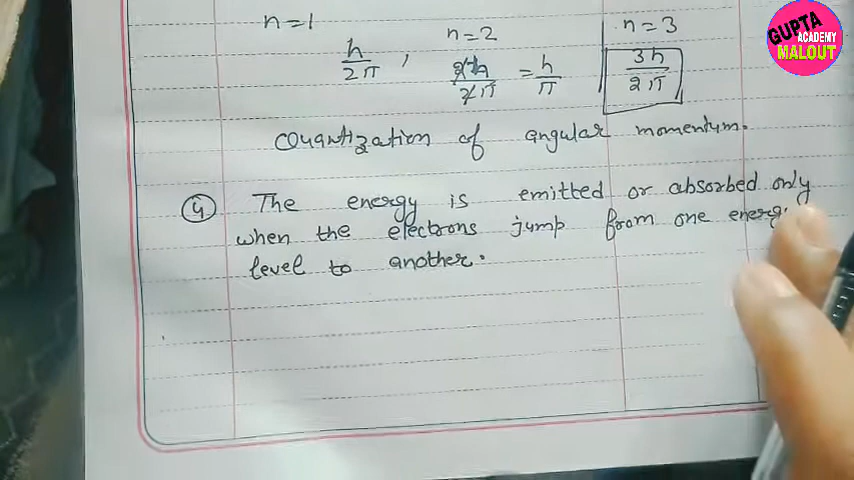 n=1
n=2
n=3
h/2π , 2h/2π = h/π 3h/2π
Quantization of angular momentum.
④ The energy is emitted or absorbed only
when the electrons jump from one energ
level to another.
GUPTA
ACADEMY
MALOUT